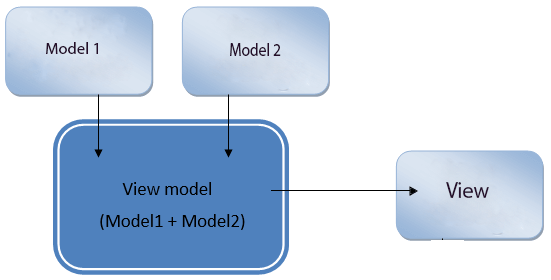 Model 1
Model 2
View model
(Model1 + Model2)
View